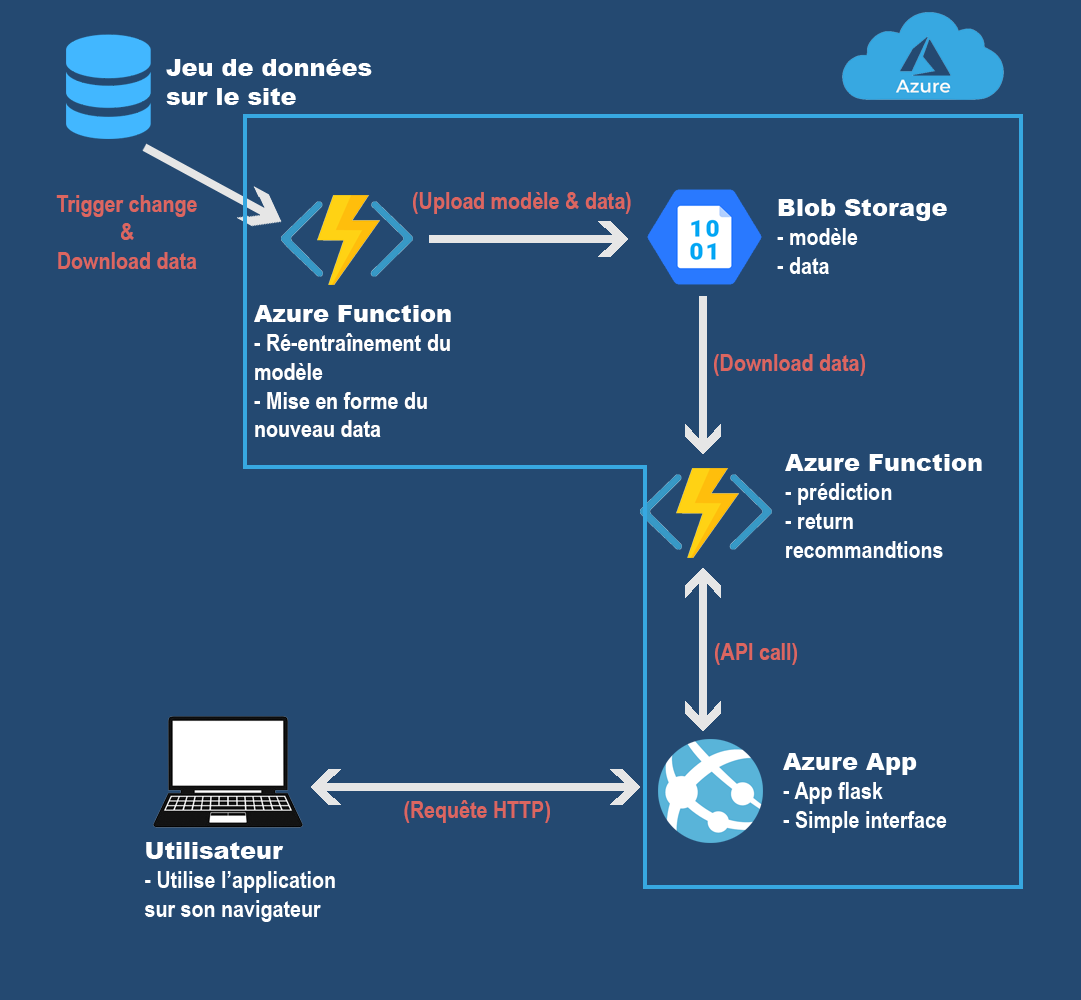 Jeu de données
sur le site
Azure
Trigger change
&
Download data
(Upload modèle & data)
10
01
Blob Storage
- modèle
- data
Azure Function
- Ré-entraînement du
modèle
- Mise en forme du
nouveau data
(Download data)
Azure Function
- prédiction
- return
recommandtions
(API call)
Azure App
- App flask
- Simple interface
(Requête HTTP)
Utilisateur
- Utilise l’application
sur son navigateur